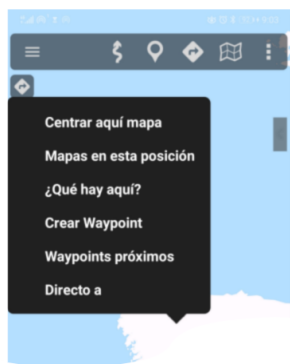 Centrar aquí mapa
Mapas en esta posición
¿Qué hay aquí?
Crear Waypoint
Waypoints próximos
Directo a